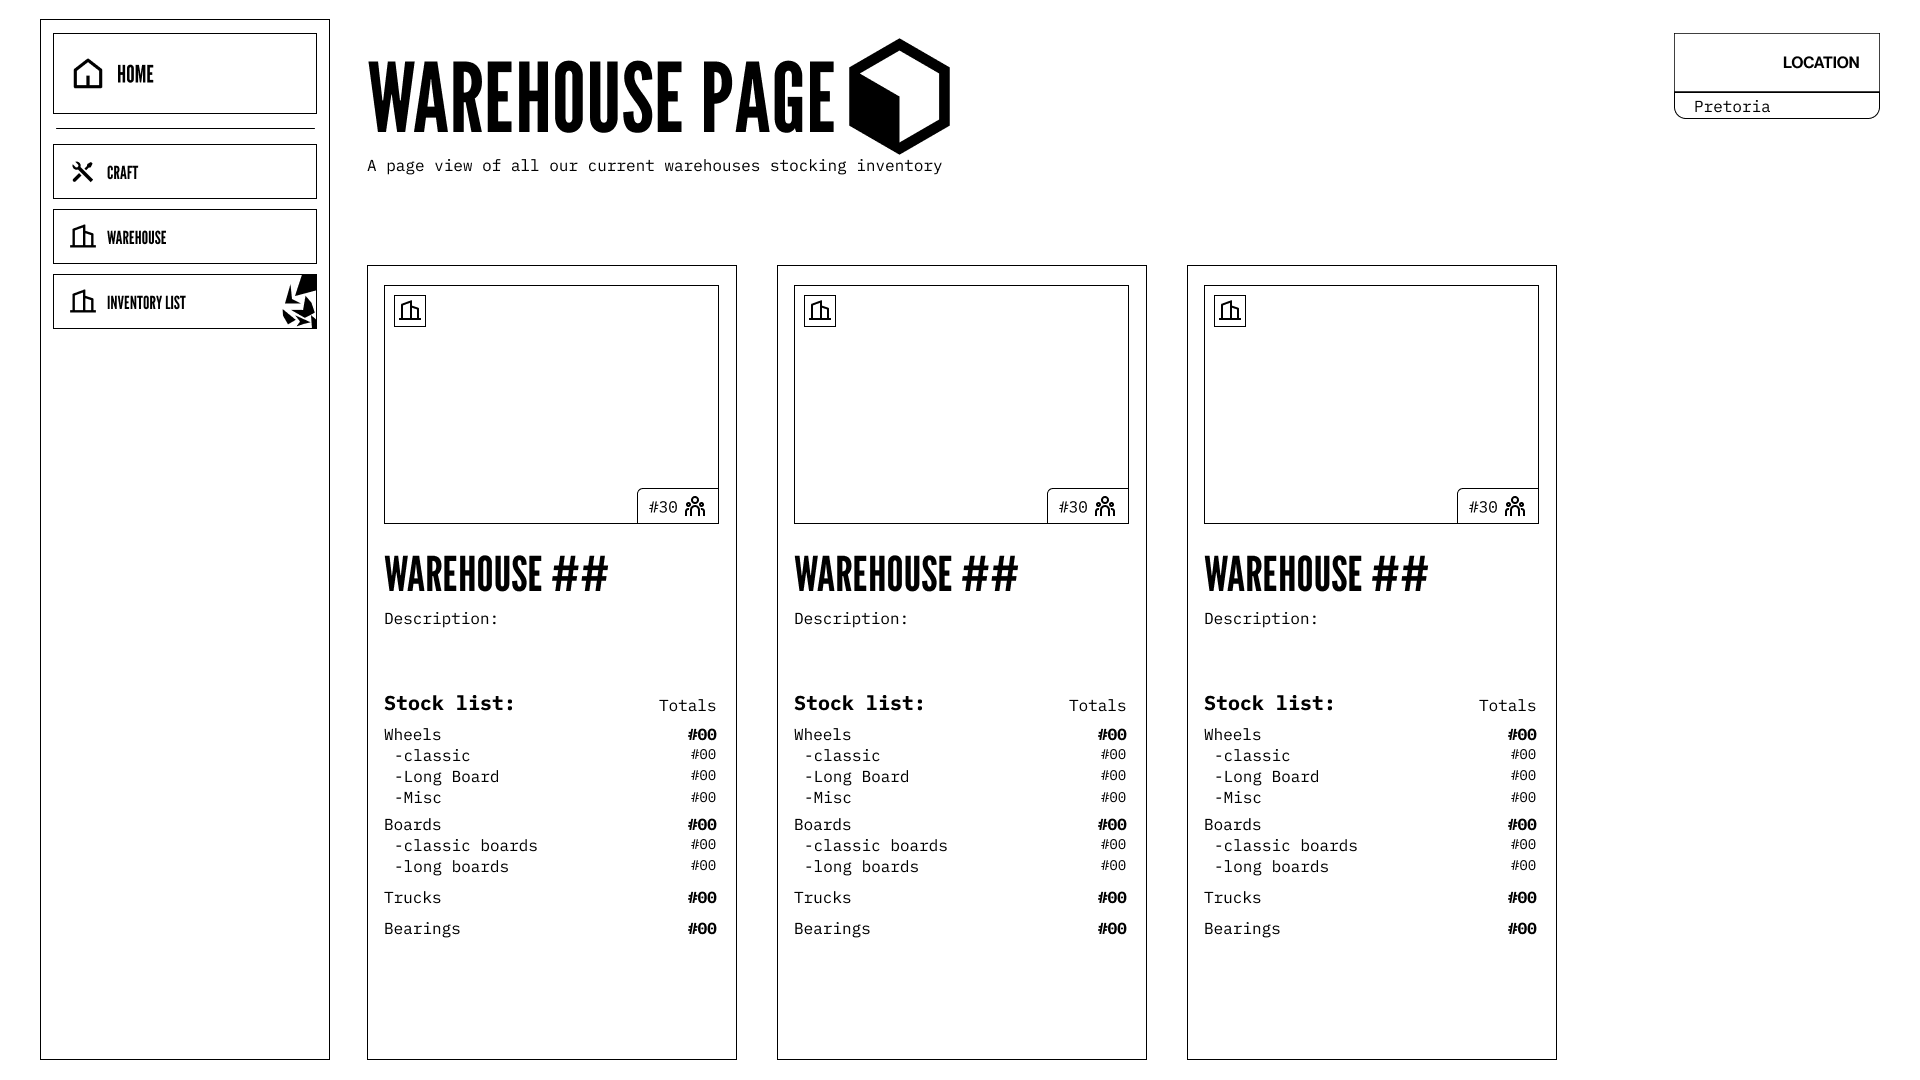 HOME
CRAFT
WAREHOUSE
INVENTORY LIST
WAREHOUSE PAGE
A page view of all our current warehouses stocking inventory
LOCATION
Pretoria
#30
WAREHOUSE ##
Description:
Stock list: Totals
Wheels #00
-classic #00
-Long Board #00
-Misc #00
Boards #00
-classic boards #00
-long boards #00
Trucks #00
Bearings #00
#30
WAREHOUSE ##
Description:
Stock list: Totals
Wheels #00
-classic #00
-Long Board #00
-Misc #00
Boards #00
-classic boards #00
-long boards #00
Trucks #00
Bearings #00
#30
WAREHOUSE ##
Description:
Stock list: Totals
Wheels #00
-classic #00
-Long Board #00
-Misc #00
Boards #00
-classic boards #00
-long boards #00
Trucks #00
Bearings #00